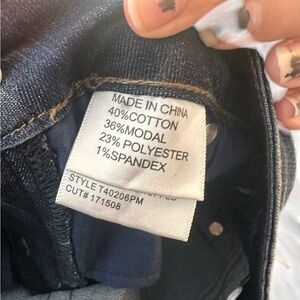 MADE IN CHINA
40%COTTON
36%MODAL
23% POLYESTER
1%SPANDEX
STYLE T40206PM
CUT# 171508